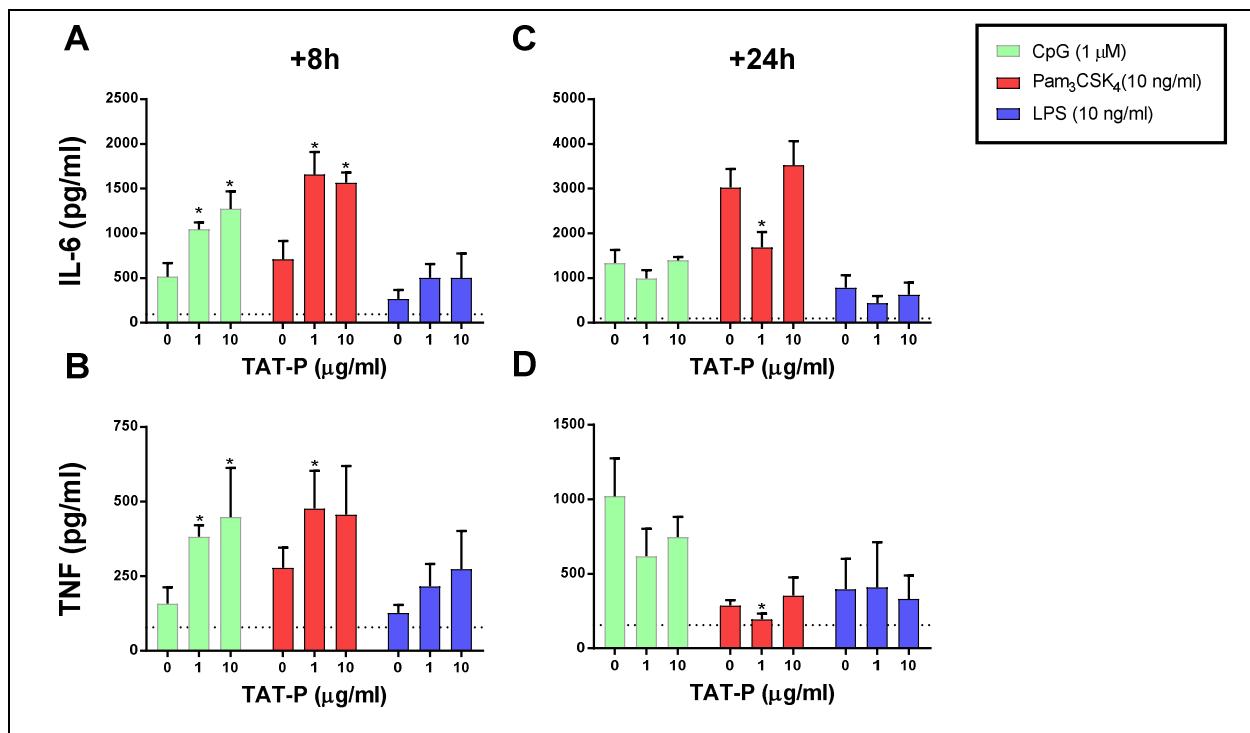 A
+8h
2500
2000
1500
1000
500
0
IL-6 (pg/ml)
* * * *
0 1 10 0 1 10 0 1 10
TAT-P (μg/ml)
C
+24h
5000
4000
3000
2000
1000
0
*
0 1 10 0 1 10 0 1 10
TAT-P (μg/ml)
CpG (1 μM)
Pam₃CSK₄(10 ng/ml)
LPS (10 ng/ml)
B
750
500
250
0
TNF (pg/ml)
* * *
0 1 10 0 1 10 0 1 10
TAT-P (μg/ml)
D
1500
1000
500
0
*
0 1 10 0 1 10 0 1 10
TAT-P (μg/ml)